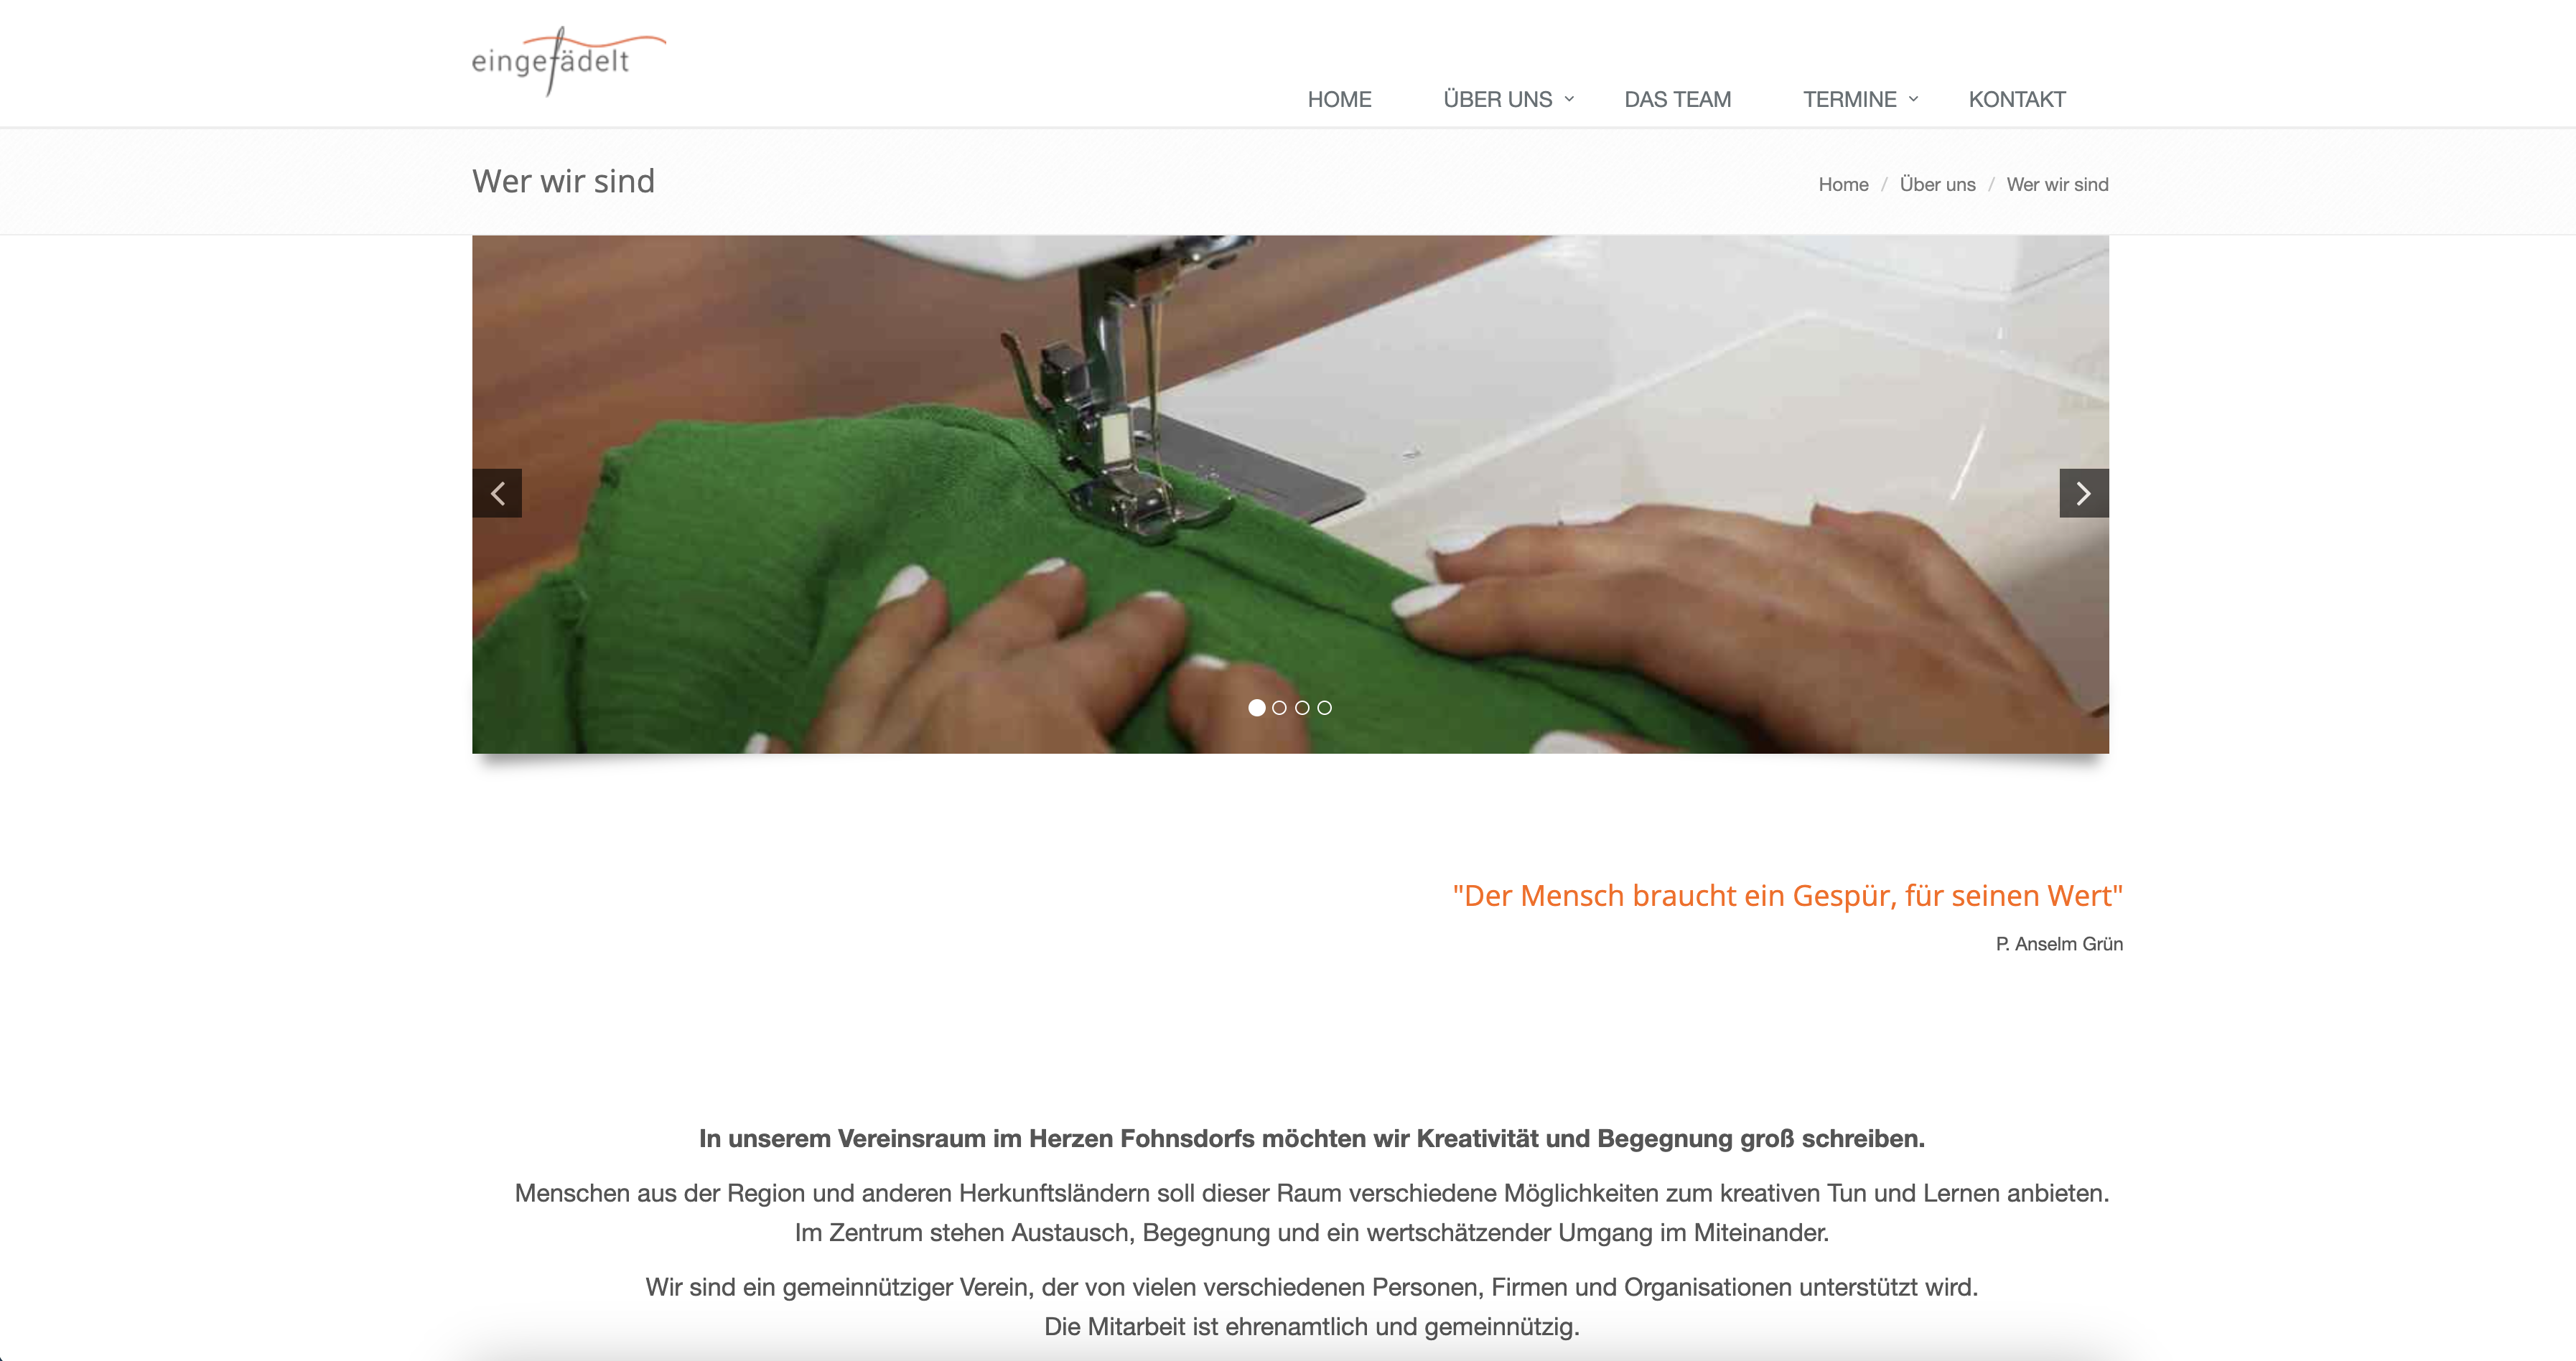 eingefädelt
HOME ÜBER UNS DAS TEAM TERMINE KONTAKT
Wer wir sind
Home / Über uns / Wer wir sind
"Der Mensch braucht ein Gespür, für seinen Wert"
P. Anselm Grün
In unserem Vereinsraum im Herzen Fohnsdorfs möchten wir Kreativität und Begegnung groß schreiben.
Menschen aus der Region und anderen Herkunftsländern soll dieser Raum verschiedene Möglichkeiten zum kreativen Tun und Lernen anbieten.
Im Zentrum stehen Austausch, Begegnung und ein wertschätzender Umgang im Miteinander.
Wir sind ein gemeinnütziger Verein, der von vielen verschiedenen Personen, Firmen und Organisationen unterstützt wird.
Die Mitarbeit ist ehrenamtlich und gemeinnützig.